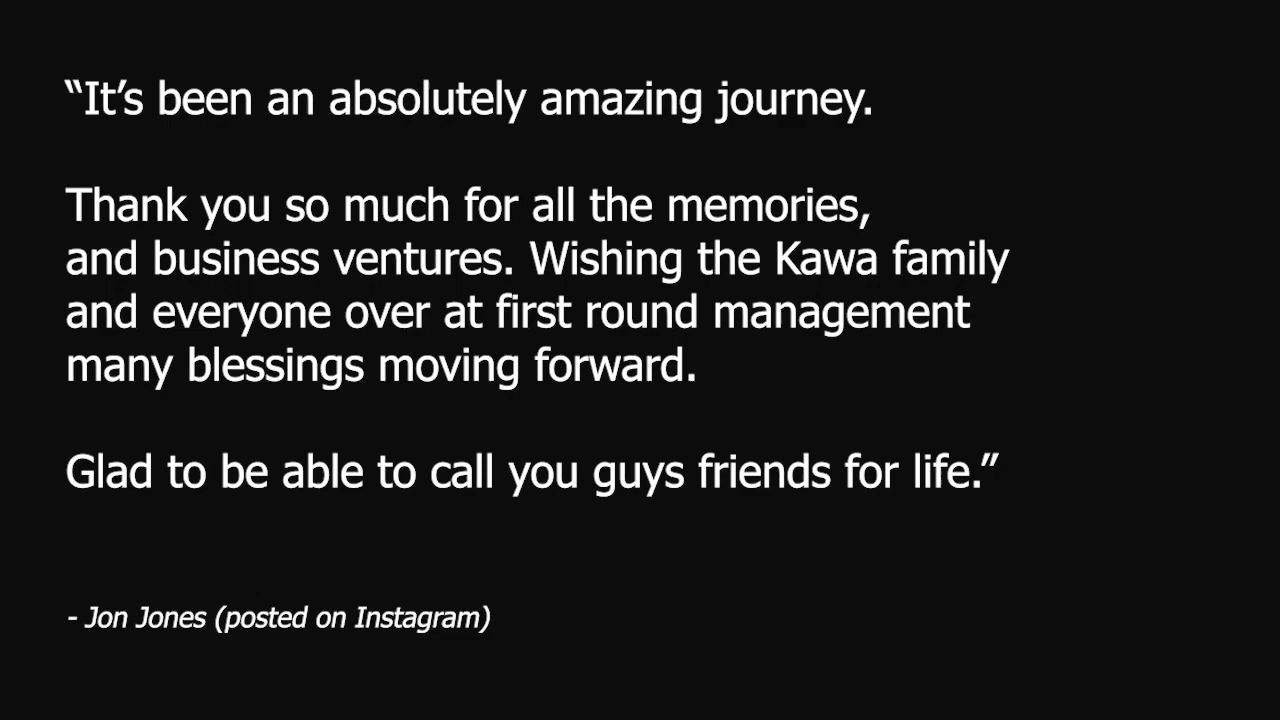 “It’s been an absolutely amazing journey.
Thank you so much for all the memories,
and business ventures. Wishing the Kawa family
and everyone over at first round management
many blessings moving forward.
Glad to be able to call you guys friends for life.”
- Jon Jones (posted on Instagram)